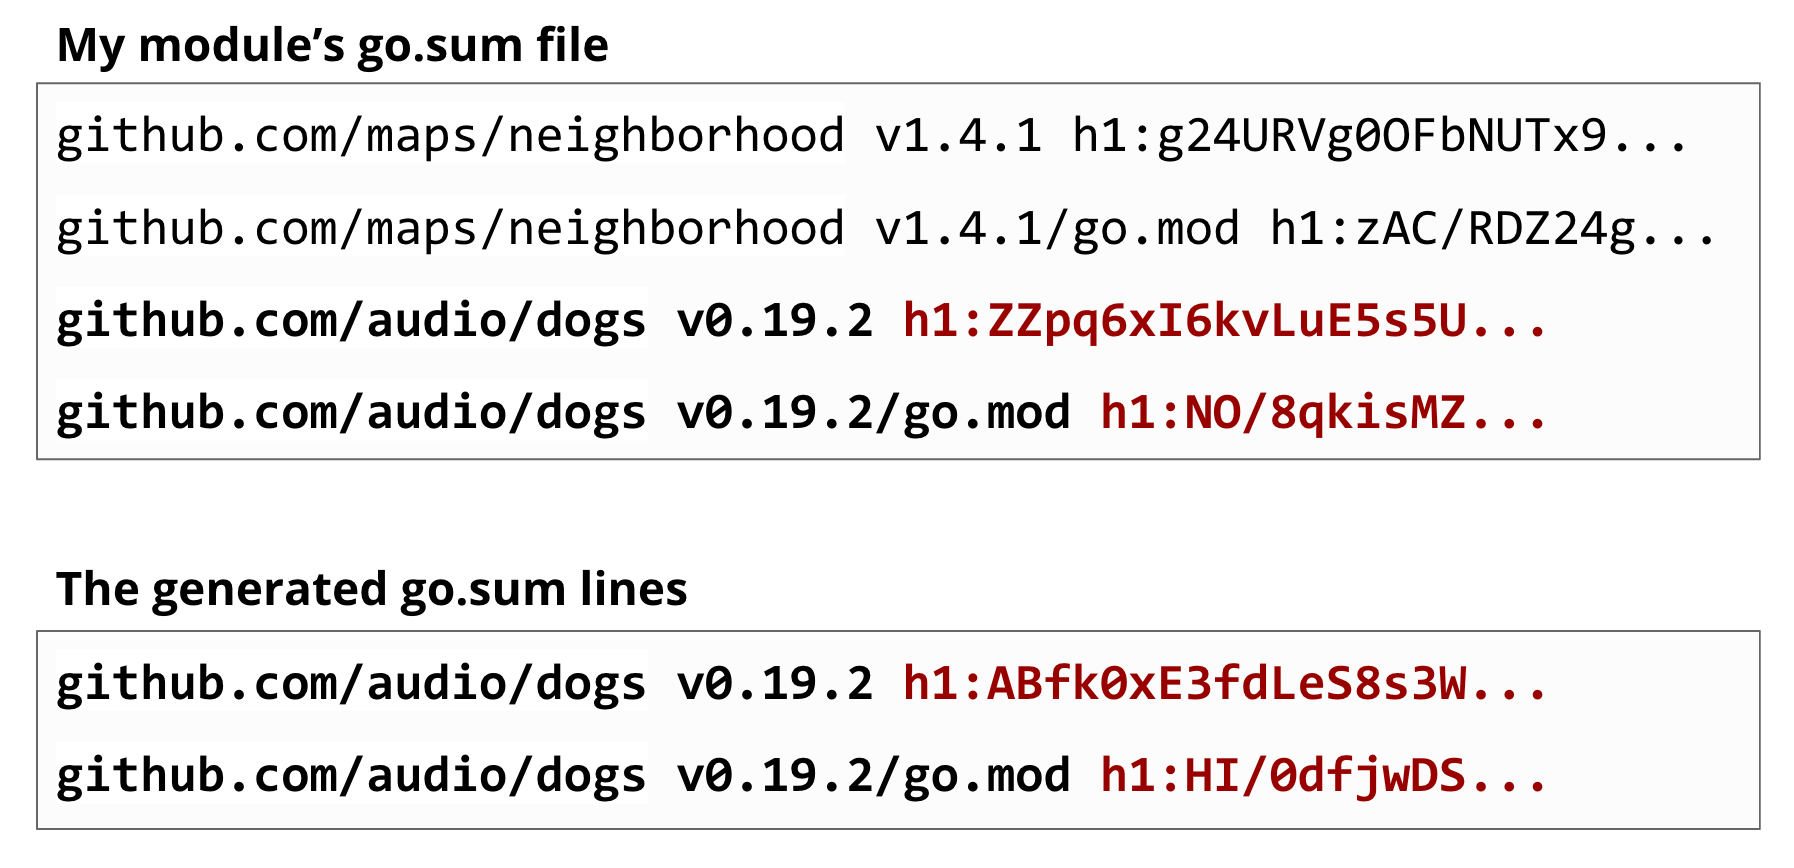 My module’s go.sum file
github.com/maps/neighborhood v1.4.1 h1:g24URVg0OFbNUTx9...
github.com/maps/neighborhood v1.4.1/go.mod h1:zAC/RDZ24g...
github.com/audio/dogs v0.19.2 h1:ZZpq6xI6kvLuE5s5U...
github.com/audio/dogs v0.19.2/go.mod h1:NO/8qkisMZ...
The generated go.sum lines
github.com/audio/dogs v0.19.2 h1:ABfk0xE3fdLeS8s3W...
github.com/audio/dogs v0.19.2/go.mod h1:HI/0dfjwDS...